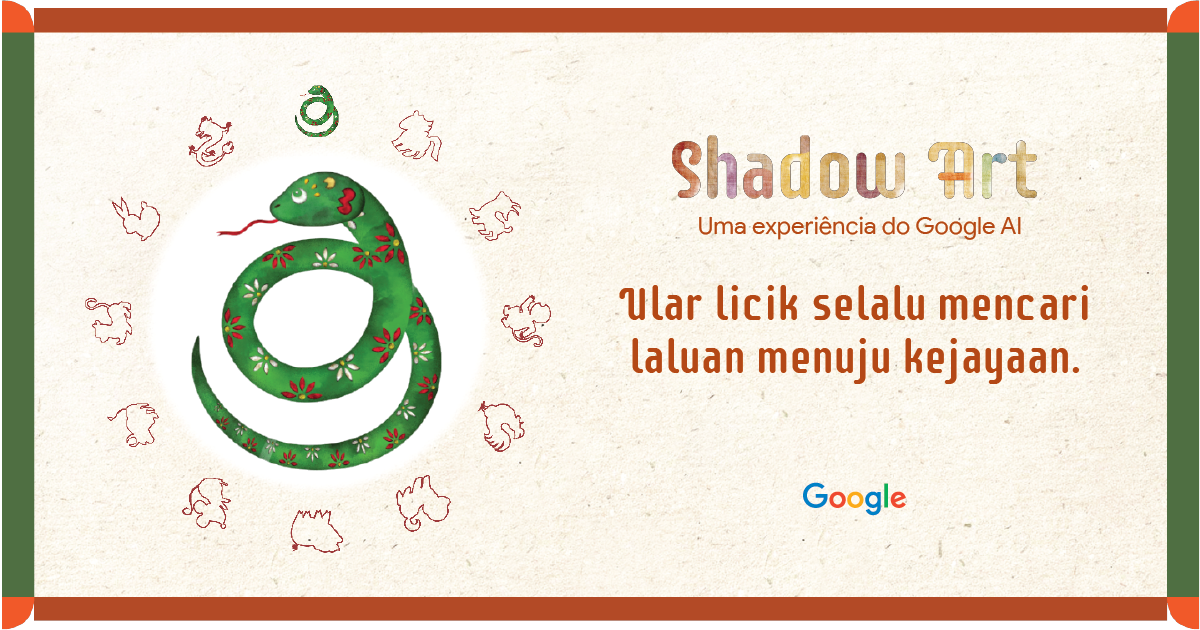 Shadow Art
Uma experiência do Google AI
Ular licik selalu mencari
laluan menuju kejayaan.
Google